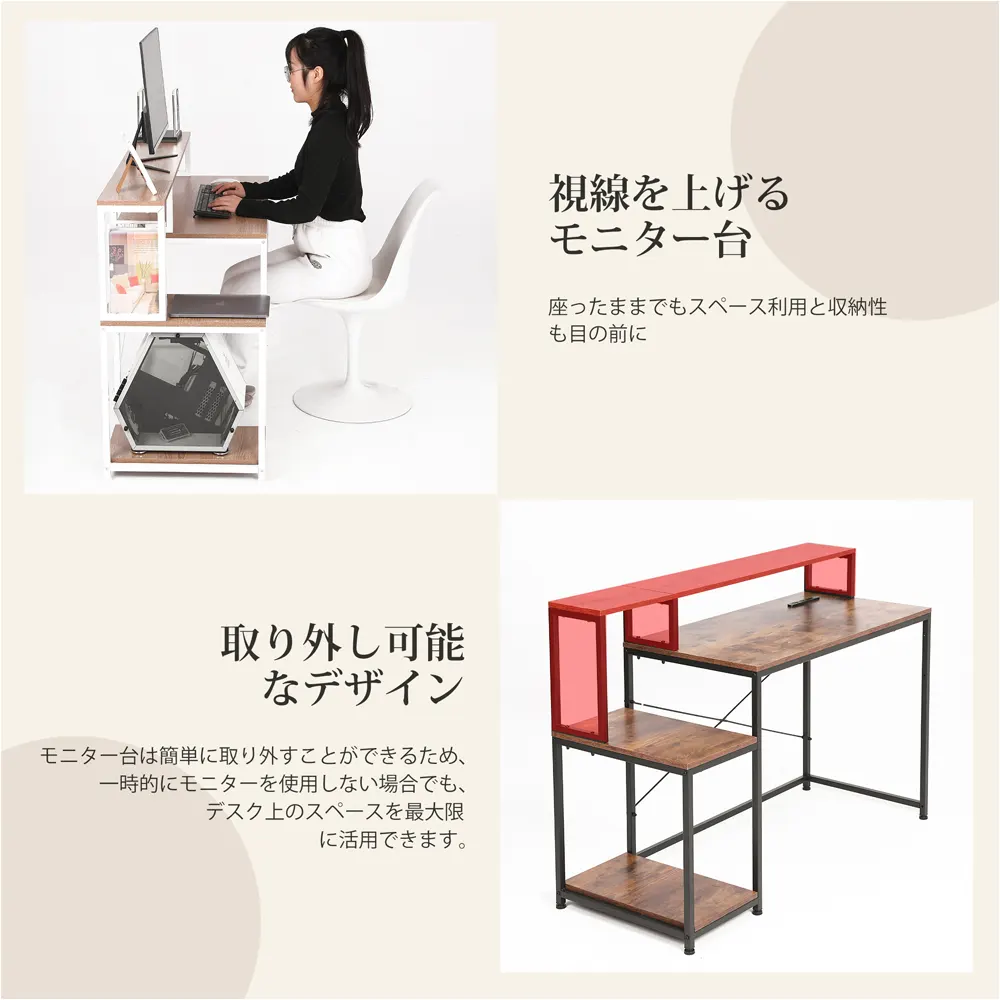 視線を上げる
モニター台
座ったままでもスペース利用と収納性
も目の前に
取り外し可能
なデザイン
モニター台は簡単に取り外すことができるため、
一時的にモニターを使用しない場合でも、
デスク上のスペースを最大限
に活用できます。